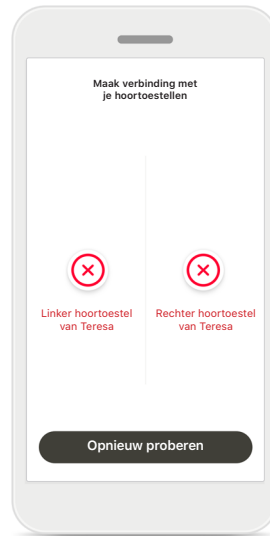 Maak verbinding met
je hoortoestellen
Linker hoortoestel
van Teresa
Rechter hoortoestel
van Teresa
Opnieuw proberen